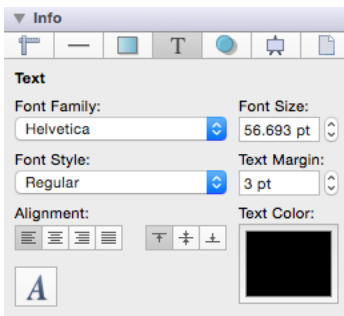 Info
T
Text
Font Family: Font Size:
Helvetica 56.693 pt
Font Style: Text Margin:
Regular 3 pt
Alignment: Text Color:
A